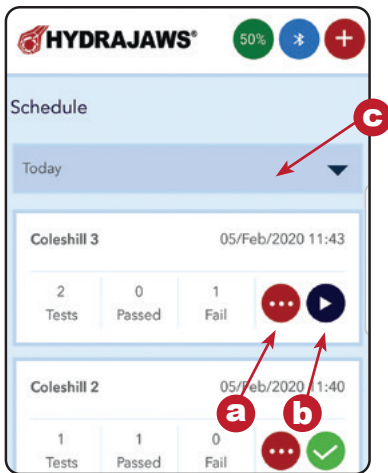 HYDRAJAWS®
50%
Schedule
C
Today
Coleshill 3 05/Feb/2020 11:43
2 0 1
Tests Passed Fail
a b
Coleshill 2 05/Feb/2020 11:40
1 1 0
Tests Passed Fail